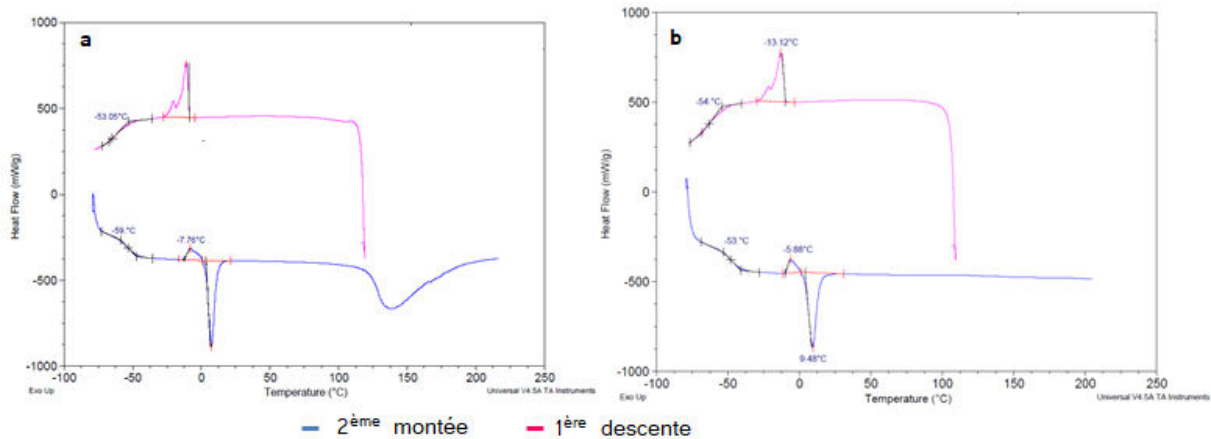 a
1000
500
0
-500
-1000
Heat Flow (mW/g)
-53.05°C
-59.°C
-7.76°C
-100
-50
0
50
100
150
200
250
Exo Up
Temperature (°C)
Universal V4.5A TA Instruments
b
1000
500
0
-500
-1000
Heat Flow (mW/g)
-13.12°C
-54.°C
-53.°C
-5.88°C
9.48°C
-100
-50
0
50
100
150
200
250
Exo Up
Temperature (°C)
Universal V4.5A TA Instruments
2ème montée
1ère descente